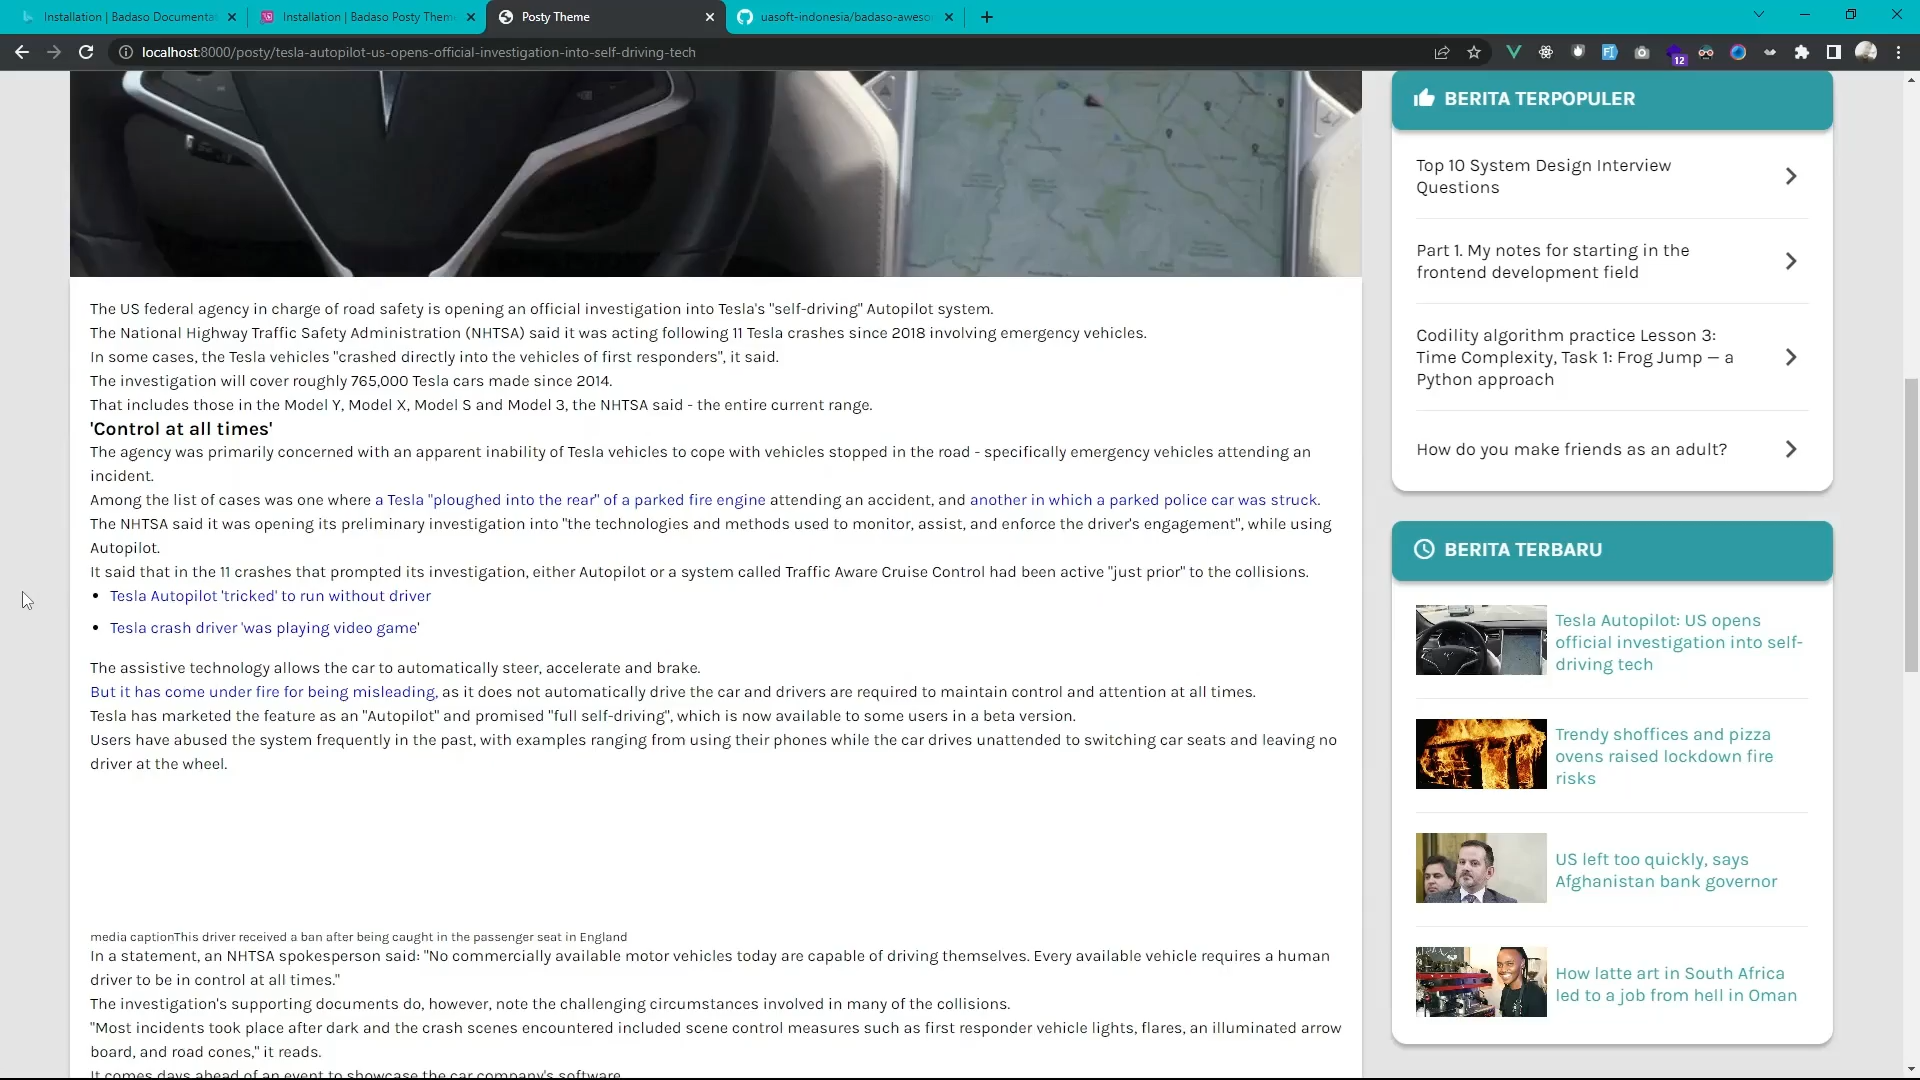 Installation | Badaso Documentat
Installation | Badaso Posty Them
Posty Theme
uasoft-indonesia/badaso-aweso
localhost:8000/posty/tesla-autopilot-us-opens-official-investigation-into-self-driving-tech
12
The US federal agency in charge of road safety is opening an official investigation into Tesla's "self-driving" Autopilot system.
The National Highway Traffic Safety Administration (NHTSA) said it was acting following 11 Tesla crashes since 2018 involving emergency vehicles.
In some cases, the Tesla vehicles "crashed directly into the vehicles of first responders", it said.
The investigation will cover roughly 765,000 Tesla cars made since 2014.
That includes those in the Model Y, Model X, Model S and Model 3, the NHTSA said - the entire current range.
'Control at all times'
The agency was primarily concerned with an apparent inability of Tesla vehicles to cope with vehicles stopped in the road - specifically emergency vehicles attending an
incident.
Among the list of cases was one where a Tesla "ploughed into the rear" of a parked fire engine attending an accident, and another in which a parked police car was struck.
The NHTSA said it was opening its preliminary investigation into "the technologies and methods used to monitor, assist, and enforce the driver's engagement", while using
Autopilot.
It said that in the 11 crashes that prompted its investigation, either Autopilot or a system called Traffic Aware Cruise Control had been active "just prior" to the collisions.
• Tesla Autopilot 'tricked' to run without driver
• Tesla crash driver 'was playing video game'
The assistive technology allows the car to automatically steer, accelerate and brake.
But it has come under fire for being misleading, as it does not automatically drive the car and drivers are required to maintain control and attention at all times.
Tesla has marketed the feature as an "Autopilot" and promised "full self-driving", which is now available to some users in a beta version.
Users have abused the system frequently in the past, with examples ranging from using their phones while the car drives unattended to switching car seats and leaving no
driver at the wheel.
media captionThis driver received a ban after being caught in the passenger seat in England
In a statement, an NHTSA spokesperson said: "No commercially available motor vehicles today are capable of driving themselves. Every available vehicle requires a human
driver to be in control at all times."
The investigation's supporting documents do, however, note the challenging circumstances involved in many of the collisions.
"Most incidents took place after dark and the crash scenes encountered included scene control measures such as first responder vehicle lights, flares, an illuminated arrow
board, and road cones," it reads.
It comes days ahead of an event to showcase the car company's software
BERITA TERPOPULER
Top 10 System Design Interview
Questions
Part 1. My notes for starting in the
frontend development field
Codility algorithm practice Lesson 3:
Time Complexity, Task 1: Frog Jump — a
Python approach
How do you make friends as an adult?
BERITA TERBARU
Tesla Autopilot: US opens
official investigation into self-
driving tech
Trendy shoffices and pizza
ovens raised lockdown fire
risks
US left too quickly, says
Afghanistan bank governor
How latte art in South Africa
led to a job from hell in Oman